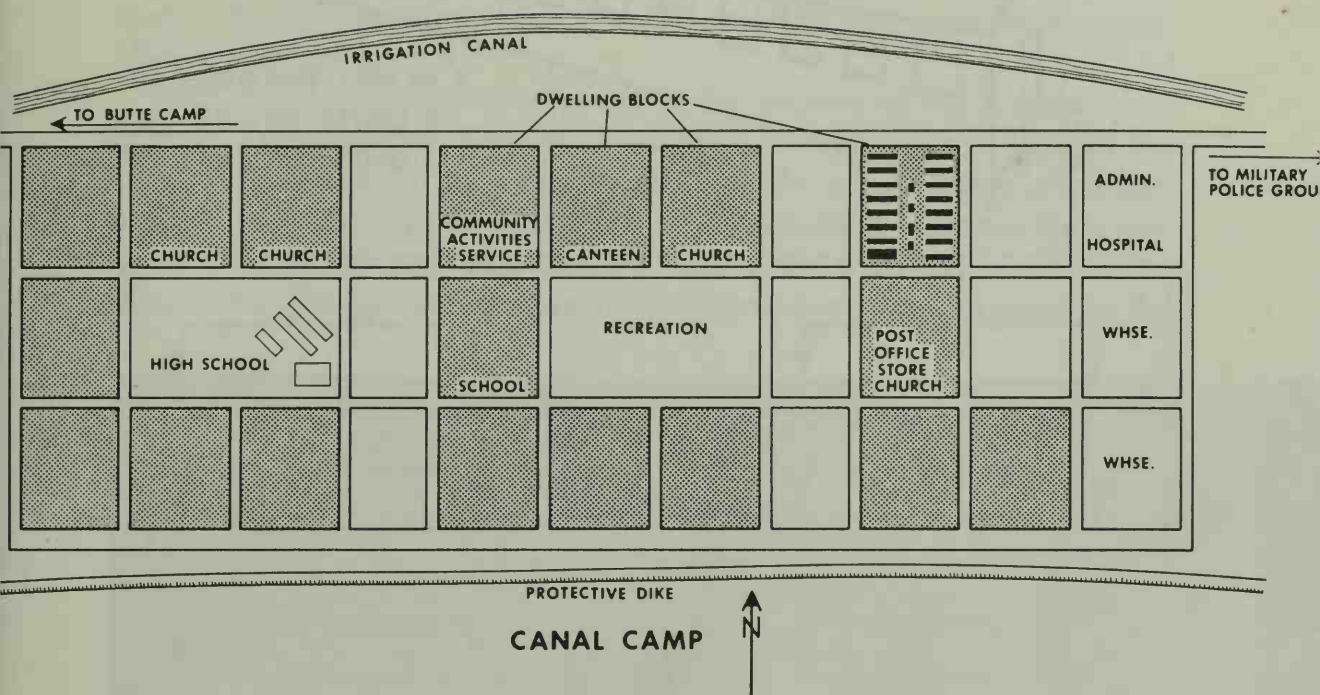 IRRIGATION CANAL
DWELLING BLOCKS
TO BUTTE CAMP
TO MILITARY
POLICE GROU
ADMIN.
HOSPITAL
CHURCH
CHURCH
COMMUNITY
ACTIVITIES
SERVICE
CANTEEN
CHURCH
HIGH SCHOOL
SCHOOL
RECREATION
POST
OFFICE
STORE
CHURCH
WHSE.
WHSE.
PROTECTIVE DIKE
CANAL CAMP
N